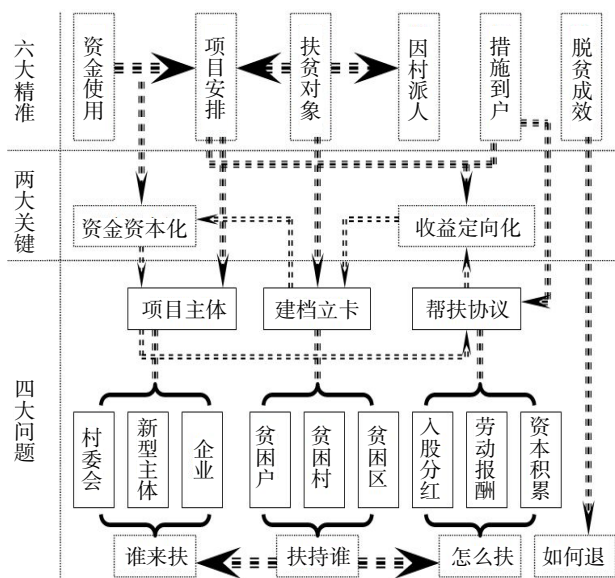 六大精准
资金使用
项目安排
扶贫对象
因村派人
措施到户
脱贫成效
两大关键
资金资本化
收益定向化
四大问题
项目主体
建档立卡
帮扶协议
村委会
新型主体
企业
贫困户
贫困村
贫困区
入股分红
劳动报酬
资本积累
谁来扶
扶持谁
怎么扶
如何退